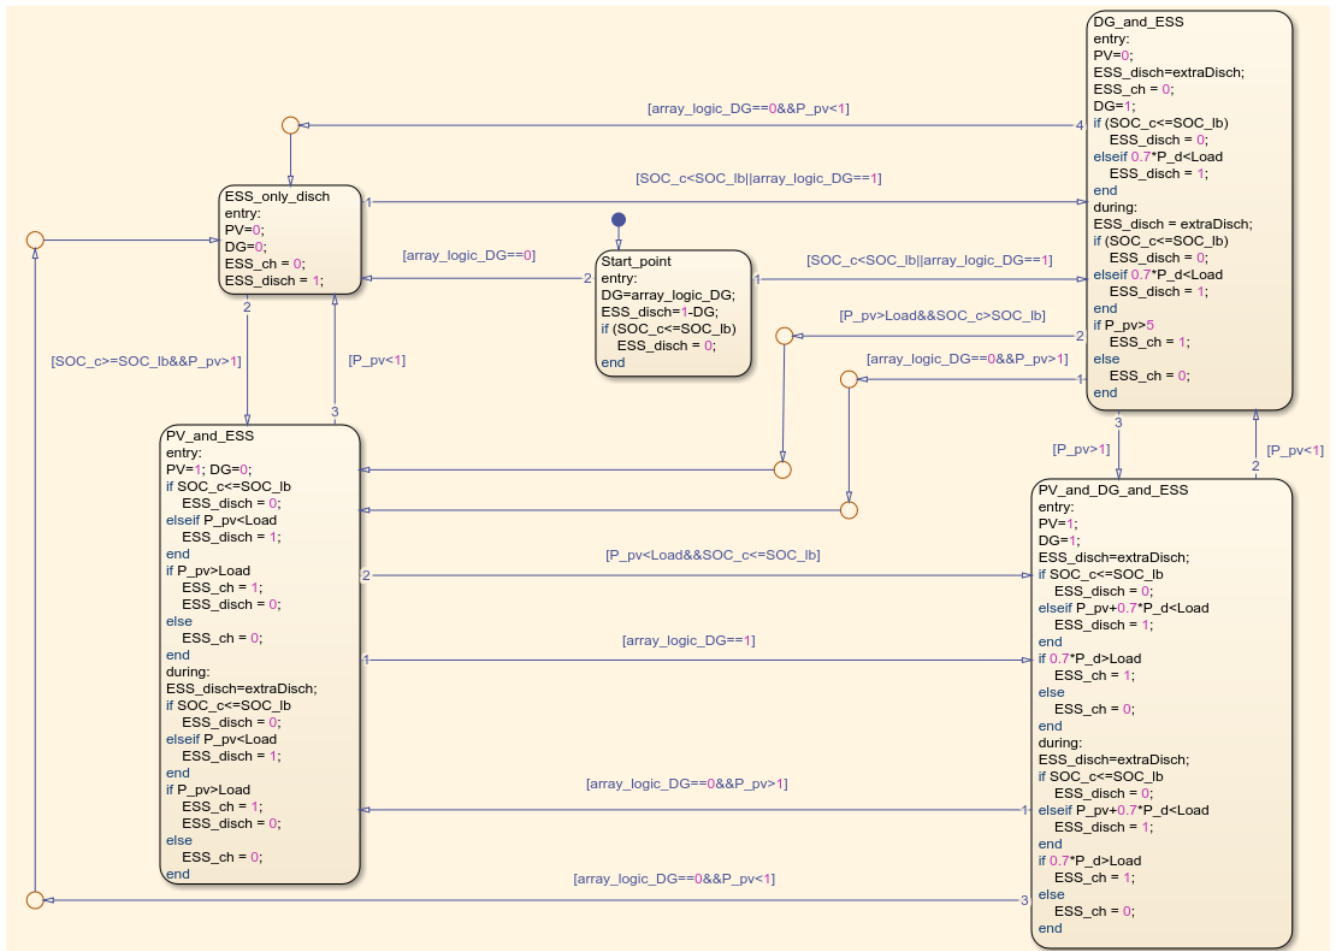 DG_and_ESS
entry:
PV=0;
ESS_disch=extraDisch;
ESS_ch = 0;
DG=1;
if (SOC_c<=SOC_lb)
ESS_disch = 0;
elseif 0.7*P_d<Load
ESS_disch = 1;
end
during:
ESS_disch = extraDisch;
if (SOC_c<=SOC_lb)
ESS_disch = 0;
elseif 0.7*P_d<Load
ESS_disch = 1;
end
if P_pv>5
ESS_ch = 1;
else
ESS_ch = 0;
end
[array_logic_DG==0&&P_pv<1]
4
ESS_only_disch
entry:
PV=0;
DG=0;
ESS_ch = 0;
ESS_disch = 1;
1
[SOC_c<SOC_lb||array_logic_DG==1]
[array_logic_DG==0]
2
Start_point
entry:
DG=array_logic_DG;
ESS_disch=1-DG;
if (SOC_c<=SOC_lb)
ESS_disch = 0;
end
1
[SOC_c<SOC_lb||array_logic_DG==1]
[P_pv>Load&&SOC_c>SOC_lb]
2
[array_logic_DG==0&&P_pv>1]
1
2
[SOC_c>=SOC_lb&&P_pv>1]
[P_pv<1]
3
3
[P_pv>1]
[P_pv<1]
2
PV_and_ESS
entry:
PV=1; DG=0;
if SOC_c<=SOC_lb
ESS_disch = 0;
elseif P_pv<Load
ESS_disch = 1;
end
if P_pv>Load
ESS_ch = 1;
ESS_disch = 0;
else
ESS_ch = 0;
end
during:
ESS_disch=extraDisch;
if SOC_c<=SOC_lb
ESS_disch = 0;
elseif P_pv<Load
ESS_disch = 1;
end
if P_pv>Load
ESS_ch = 1;
ESS_disch = 0;
else
ESS_ch = 0;
end
[P_pv<Load&&SOC_c<=SOC_lb]
2
[array_logic_DG==1]
1
[array_logic_DG==0&&P_pv>1]
1
[array_logic_DG==0&&P_pv<1]
3
PV_and_DG_and_ESS
entry:
PV=1;
DG=1;
ESS_disch=extraDisch;
if SOC_c<=SOC_lb
ESS_disch = 0;
elseif P_pv+0.7*P_d<Load
ESS_disch = 1;
end
if 0.7*P_d>Load
ESS_ch = 1;
else
ESS_ch = 0;
end
during:
ESS_disch=extraDisch;
if SOC_c<=SOC_lb
ESS_disch = 0;
elseif P_pv+0.7*P_d<Load
ESS_disch = 1;
end
if 0.7*P_d>Load
ESS_ch = 1;
else
ESS_ch = 0;
end